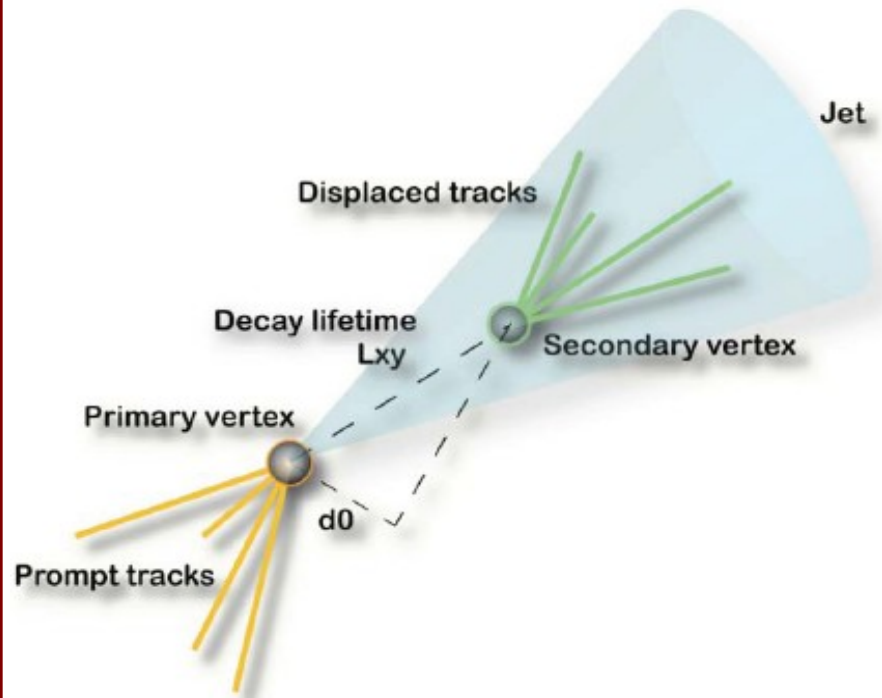 Jet
Displaced tracks
Decay lifetime
Lxy
Secondary vertex
Primary vertex
d0
Prompt tracks